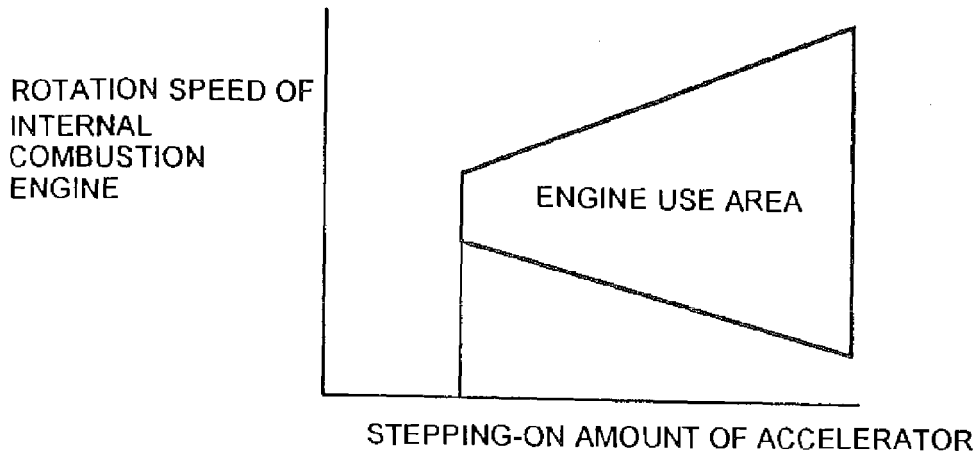 ROTATION SPEED OF
INTERNAL
COMBUSTION
ENGINE
ENGINE USE AREA
STEPPING-ON AMOUNT OF ACCELERATOR